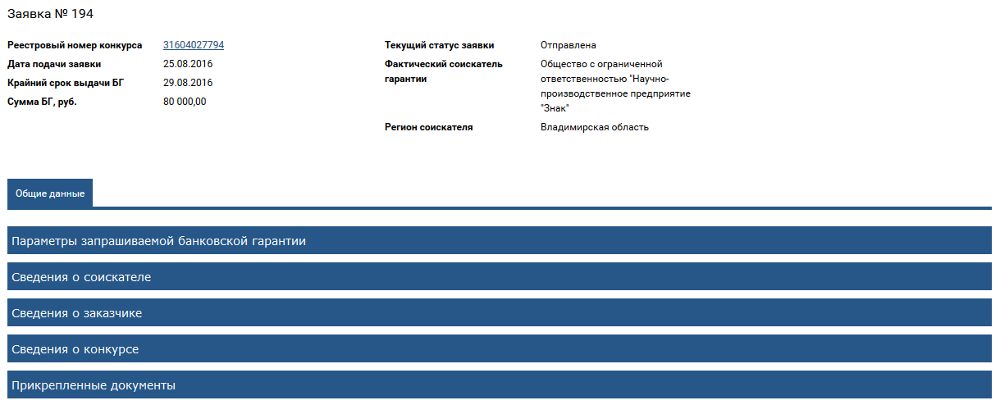 Заявка № 194
Реестровый номер конкурса 31604027794
Дата подачи заявки 25.08.2016
Крайний срок выдачи БГ 29.08.2016
Сумма БГ, руб. 80 000,00
Текущий статус заявки Отправлена
Фактический соискатель Общество с ограниченной
гарантии ответственностью "Научно-
производственное предприятие
"Знак"
Регион соискателя Владимирская область
Общие данные
Параметры запрашиваемой банковской гарантии
Сведения о соискателе
Сведения о заказчике
Сведения о конкурсе
Прикрепленные документы